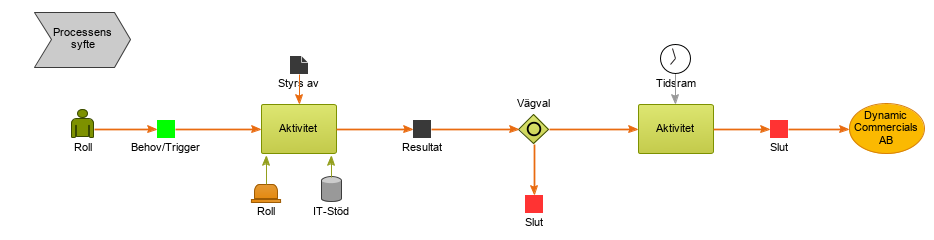 Processens
syfte
Styrs av
Tidsram
Vägval
Roll
Behov/Trigger
Aktivitet
Resultat
Aktivitet
Slut
Dynamic
Commercials
AB
Roll
IT-Stöd
Slut